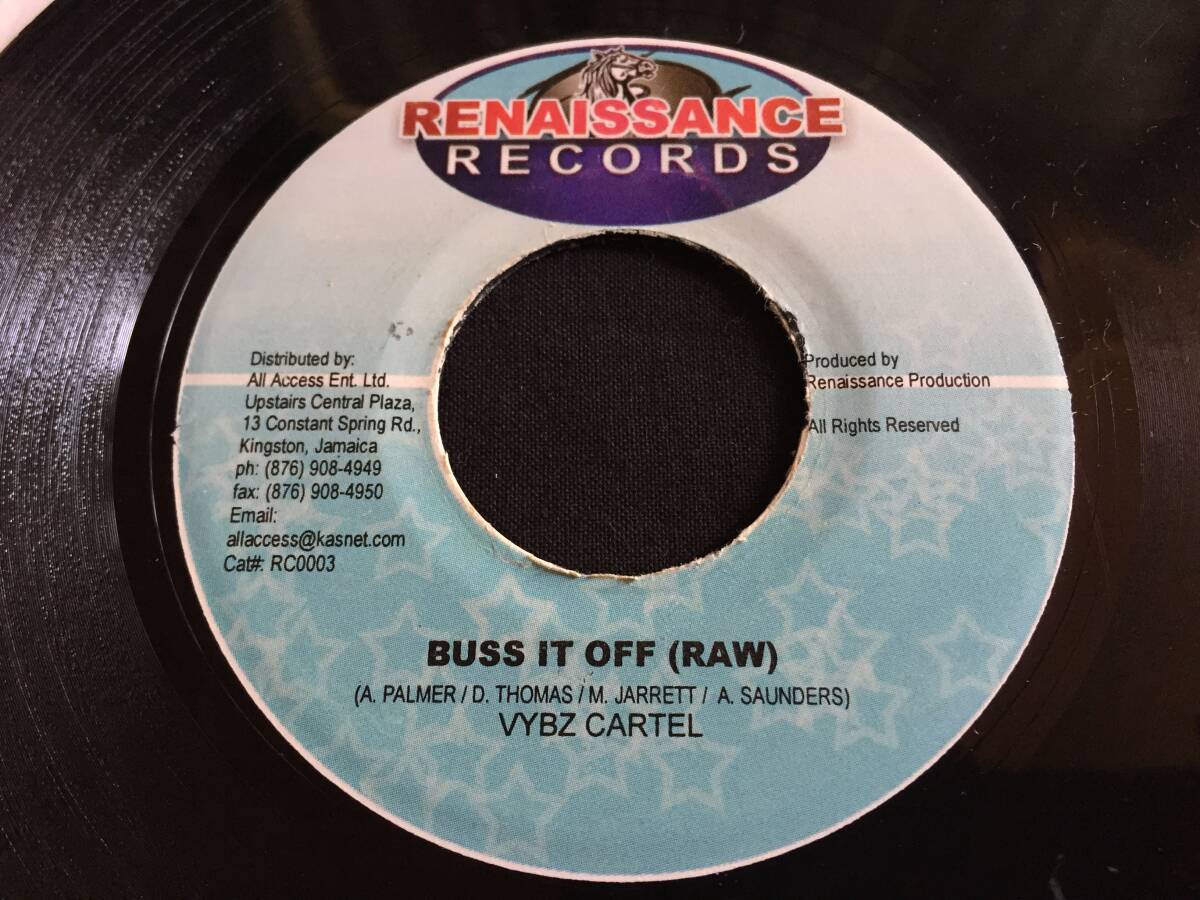 RENAISSANCE
RECORDS
Distributed by:
All Access Ent. Ltd.
Upstairs Central Plaza,
13 Constant Spring Rd.,
Kingston, Jamaica
ph: (876) 908-4949
fax: (876) 908-4950
Email:
allaccess@kasnet.com
Cat#: RC0003
Produced by
Renaissance Production
All Rights Reserved
BUSS IT OFF (RAW)
(A. PALMER / D. THOMAS / M. JARRETT / A. SAUNDERS)
VYBZ CARTEL